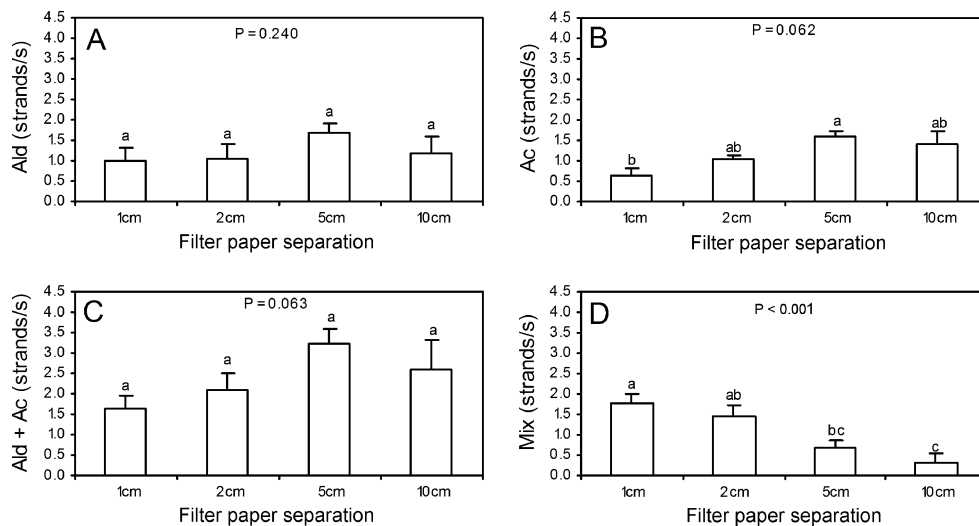 A
P = 0.240
Ald (strands/s)
4.5
4.0
3.5
3.0
2.5
2.0
1.5
1.0
0.5
0.0
a a a a
1cm 2cm 5cm 10cm
Filter paper separation
B
P = 0.062
Ac (strands/s)
4.5
4.0
3.5
3.0
2.5
2.0
1.5
1.0
0.5
0.0
b ab a ab
1cm 2cm 5cm 10cm
Filter paper separation
C
P = 0.063
Ald + Ac (strands/s)
4.5
4.0
3.5
3.0
2.5
2.0
1.5
1.0
0.5
0.0
a a a a
1cm 2cm 5cm 10cm
Filter paper separation
D
P < 0.001
Mix (strands/s)
4.5
4.0
3.5
3.0
2.5
2.0
1.5
1.0
0.5
0.0
a ab bc c
1cm 2cm 5cm 10cm
Filter paper separation